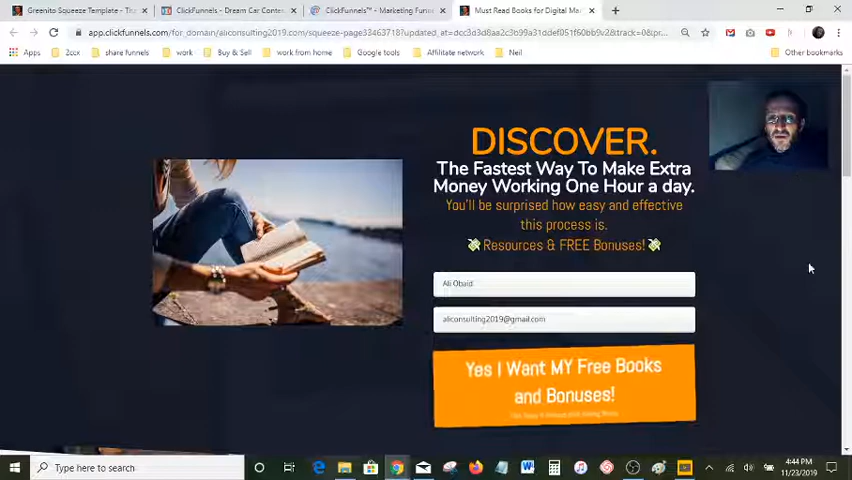 Greenito Squeeze Template - Th
ClickFunnels - Dream Car Contes
ClickFunnels™ - Marketing Funne
Must Read Books for Digital Ma
app.clickfunnels.com/for_domain/aliconsulting2019.com/squeeze-page33463718?updated_at=dcc3d3d8aac2c3b99a31ddef051f60bbv2&track=0&pr
Apps
2ccx
share funnels
work
Buy & Sell
work from home
Google tools
Affiliate network
Neil
Other bookmarks
DISCOVER.
The Fastest Way To Make Extra
Money Working One Hour a day.
You'll be surprised how easy and effective
this process is.
Resources & FREE Bonuses!
Ali Obaid
aliconsulting2019@gmail.com
Yes I Want MY Free Books
and Bonuses!
Type here to search
4:44 PM
11/23/2019